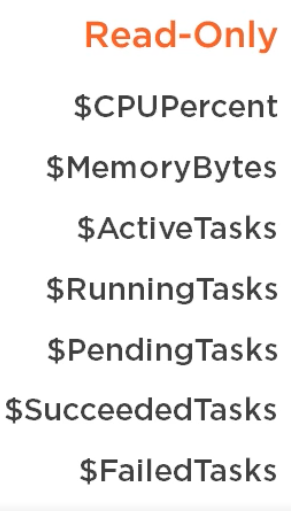 Read-Only
$CPUPercent
$MemoryBytes
$ActiveTasks
$RunningTasks
$PendingTasks
$SucceededTasks
$FailedTasks